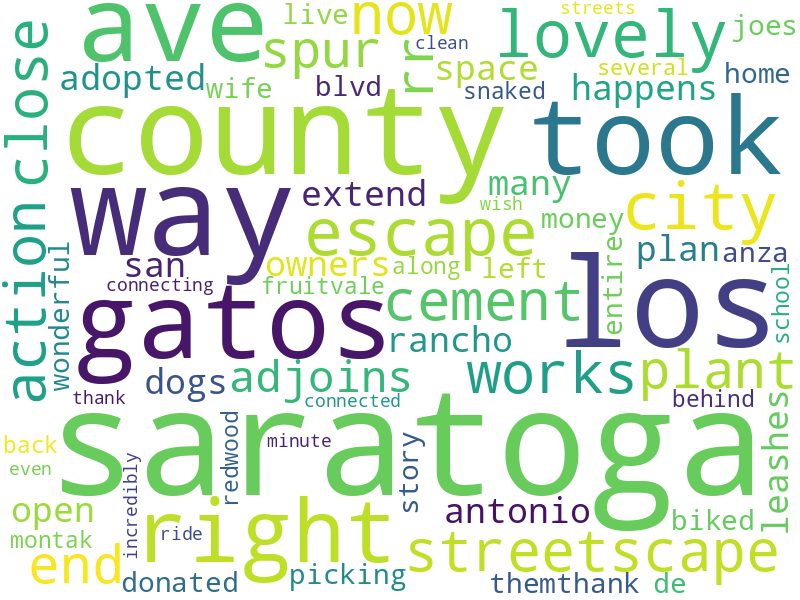 streets
live
now
ave
lovely
joes
clean
spur
rr
close
adopted
wife
blvd
space
several
home
snaked
happens
county
took
way
extend
many
wish
money
city
escape
san
owners
along
left
plan
anza
wonderful
connecting
fruitvale
entire
los
action
gatos
cement
school
rancho
dogs
adjoins
works
plant
thank
connected
behind
saratoga
back
minute
even
redwood
story
leashes
incredibly
open
right
antonio
biked
montak
ride
streetscape
end
donated
picking
themthank
de